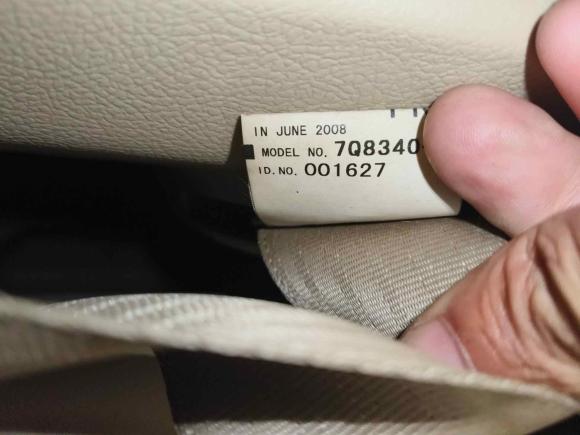 IN JUNE 2008
MODEL NO. 7Q8340
ID. NO. 001627